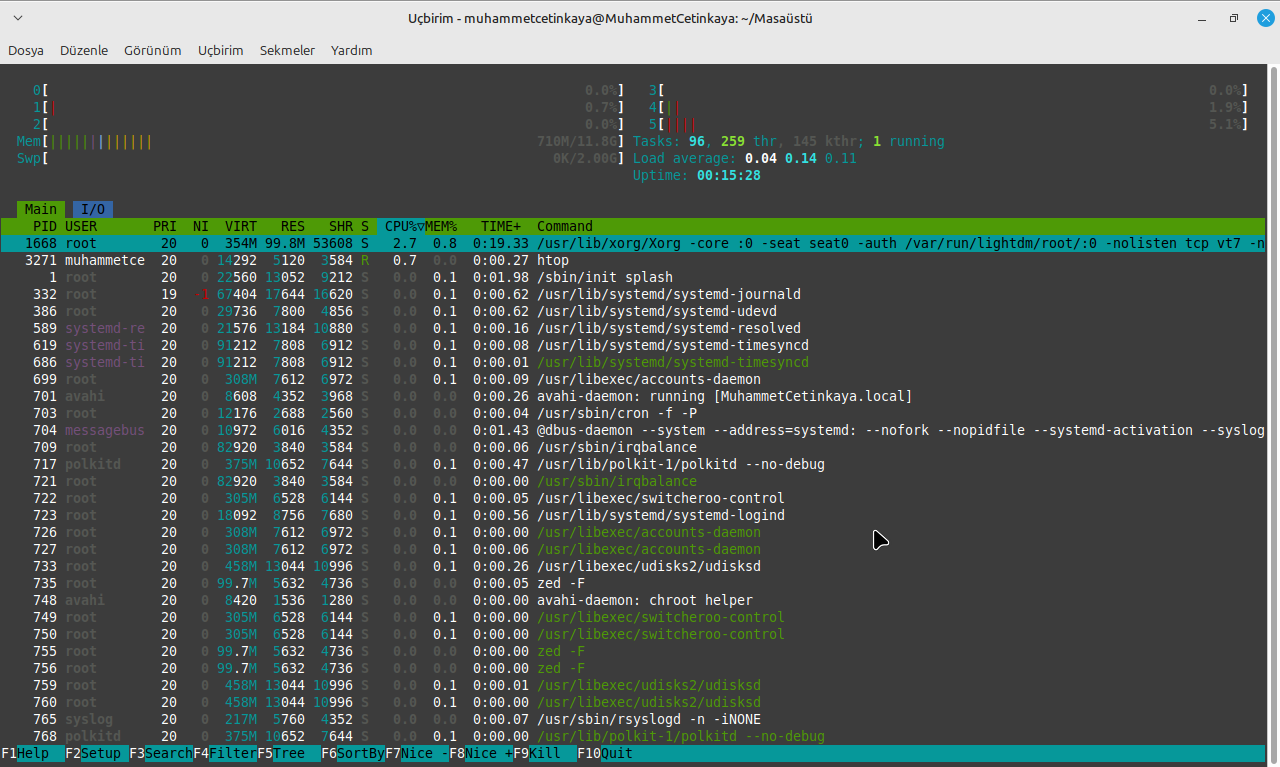 Uçbirim - muhammetcetinkaya@MuhammetCetinkaya: ~/Masaüstü
Dosya Düzenle Görünüm Uçbirim Sekmeler Yardım
0[ 0.0%] 3[ 0.0%]
1[| 0.7%] 4[|| 1.9%]
2[ 0.0%] 5[|||| 5.1%]
Mem[||||||||||||| 710M/11.8G] Tasks: 96, 259 thr, 145 kthr; 1 running
Swp[ 0K/2.00G] Load average: 0.04 0.14 0.11
Uptime: 00:15:28
Main I/O
PID USER PRI NI VIRT RES SHR S CPU%▽MEM% TIME+ Command
1668 root 20 0 354M 99.8M 53608 S 2.7 0.8 0:19.33 /usr/lib/xorg/Xorg -core :0 -seat seat0 -auth /var/run/lightdm/root/:0 -nolisten tcp vt7 -n
3271 muhammetce 20 0 14292 5120 3584 R 0.7 0.0 0:00.27 htop
1 root 20 0 22560 13052 9212 S 0.0 0.1 0:01.98 /sbin/init splash
332 root 19 -1 67404 17644 16620 S 0.0 0.1 0:00.62 /usr/lib/systemd/systemd-journald
386 root 20 0 29736 7800 4856 S 0.0 0.1 0:00.62 /usr/lib/systemd/systemd-udevd
589 systemd-re 20 0 21576 13184 10880 S 0.0 0.1 0:00.16 /usr/lib/systemd/systemd-resolved
619 systemd-ti 20 0 91212 7808 6912 S 0.0 0.1 0:00.08 /usr/lib/systemd/systemd-timesyncd
686 systemd-ti 20 0 91212 7808 6912 S 0.0 0.1 0:00.01 /usr/lib/systemd/systemd-timesyncd
699 root 20 0 308M 7612 6972 S 0.0 0.1 0:00.09 /usr/libexec/accounts-daemon
701 avahi 20 0 8608 4352 3968 S 0.0 0.0 0:00.26 avahi-daemon: running [MuhammetCetinkaya.local]
703 root 20 0 12176 2688 2560 S 0.0 0.0 0:00.04 /usr/sbin/cron -f -P
704 messagebus 20 0 10972 6016 4352 S 0.0 0.0 0:01.43 @dbus-daemon --system --address=systemd: --nofork --nopidfile --systemd-activation --syslog
709 root 20 0 82920 3840 3584 S 0.0 0.0 0:00.06 /usr/sbin/irqbalance
717 polkitd 20 0 375M 10652 7644 S 0.0 0.1 0:00.47 /usr/lib/polkit-1/polkitd --no-debug
721 root 20 0 82920 3840 3584 S 0.0 0.0 0:00.00 /usr/sbin/irqbalance
722 root 20 0 305M 6528 6144 S 0.0 0.1 0:00.05 /usr/libexec/switcheroo-control
723 root 20 0 18092 8756 7680 S 0.0 0.1 0:00.56 /usr/lib/systemd/systemd-logind
726 root 20 0 308M 7612 6972 S 0.0 0.1 0:00.00 /usr/libexec/accounts-daemon
727 root 20 0 308M 7612 6972 S 0.0 0.1 0:00.06 /usr/libexec/accounts-daemon
733 root 20 0 458M 13044 10996 S 0.0 0.1 0:00.26 /usr/libexec/udisks2/udisksd
735 root 20 0 99.7M 5632 4736 S 0.0 0.0 0:00.05 zed -F
748 avahi 20 0 8420 1536 1280 S 0.0 0.0 0:00.00 avahi-daemon: chroot helper
749 root 20 0 305M 6528 6144 S 0.0 0.1 0:00.00 /usr/libexec/switcheroo-control
750 root 20 0 305M 6528 6144 S 0.0 0.1 0:00.00 /usr/libexec/switcheroo-control
755 root 20 0 99.7M 5632 4736 S 0.0 0.0 0:00.00 zed -F
756 root 20 0 99.7M 5632 4736 S 0.0 0.0 0:00.00 zed -F
759 root 20 0 458M 13044 10996 S 0.0 0.1 0:00.01 /usr/libexec/udisks2/udisksd
760 root 20 0 458M 13044 10996 S 0.0 0.1 0:00.00 /usr/libexec/udisks2/udisksd
765 syslog 20 0 217M 5760 4352 S 0.0 0.0 0:00.07 /usr/sbin/rsyslogd -n -iNONE
768 polkitd 20 0 375M 10652 7644 S 0.0 0.1 0:00.00 /usr/lib/polkit-1/polkitd --no-debug
F1Help F2Setup F3SearchF4FilterF5Tree F6SortByF7Nice -F8Nice +F9Kill F10Quit